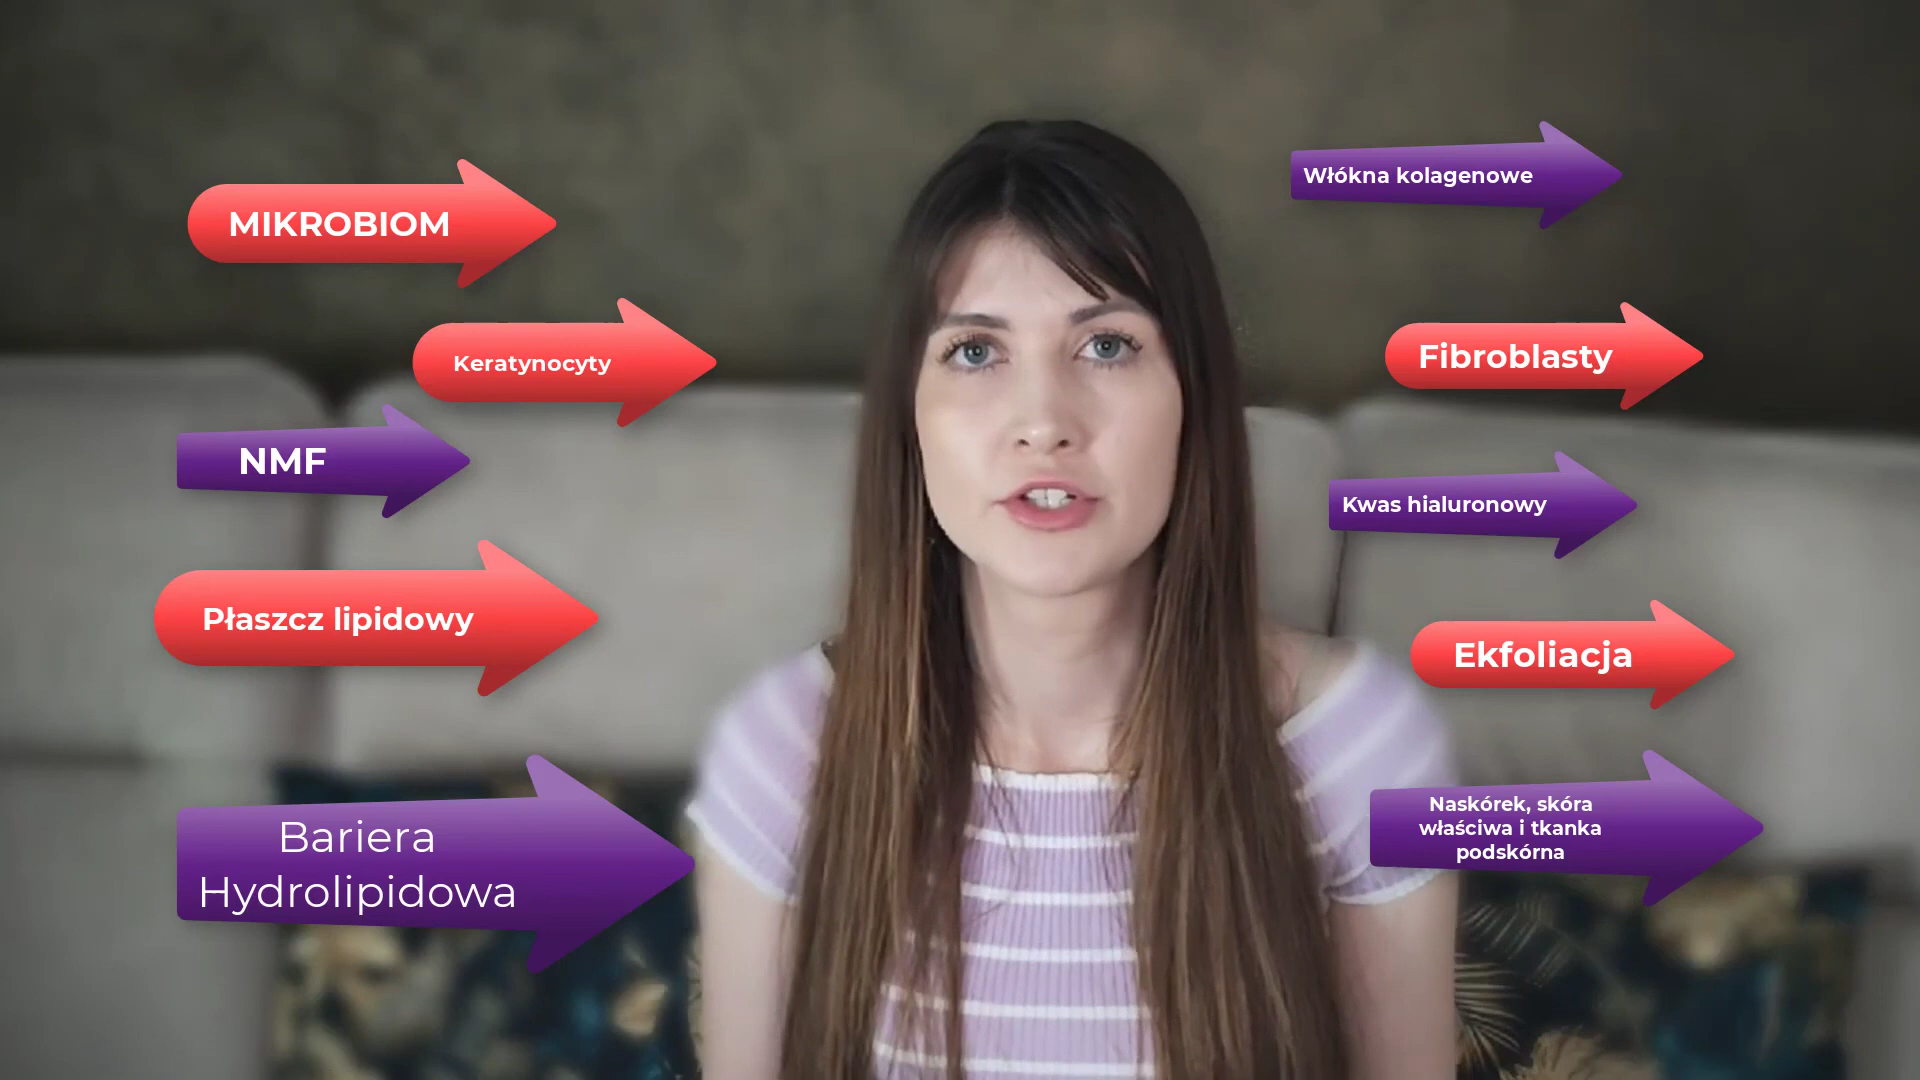 MIKROBIOM
Keratynocyty
NMF
Płaszcz lipidowy
Bariera
Hydrolipidowa
Włókna kolagenowe
Fibroblasty
Kwas hialuronowy
Ekfoliacja
Naskórek, skóra
właściwa i tkanka
podskórna